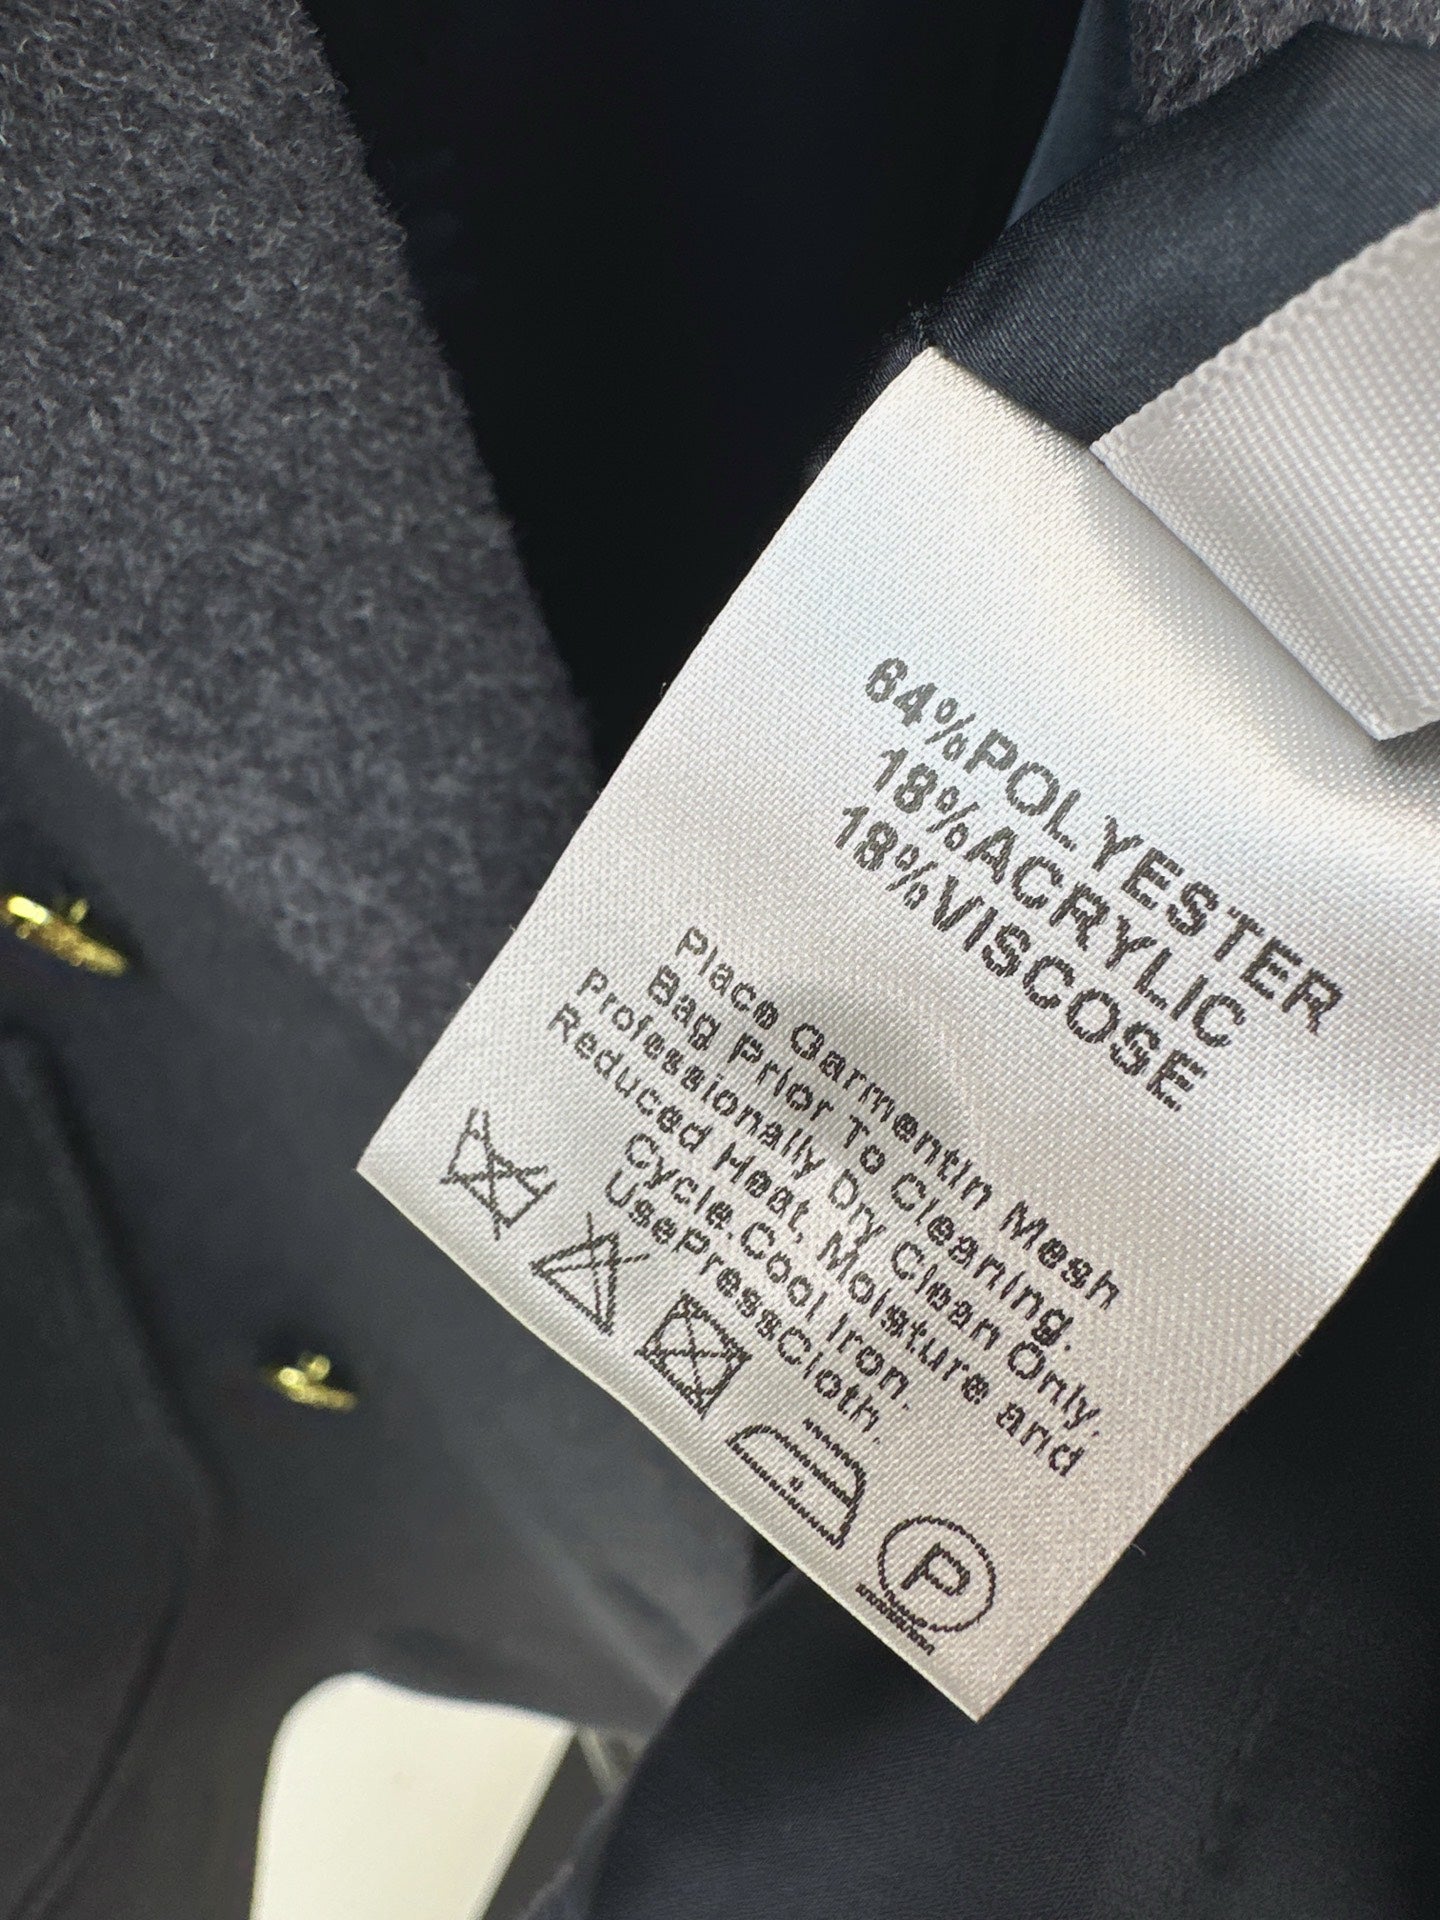 64%POLYESTER
18%ACRYLIC
18%VISCOSE
Place GarmentIn Mesh
Bag Prior To Cleaning.
Professionally Dry Clean Only.
Reduced Heat, Moisture and
Cycle.Cool Iron.
UsePressCloth.
P